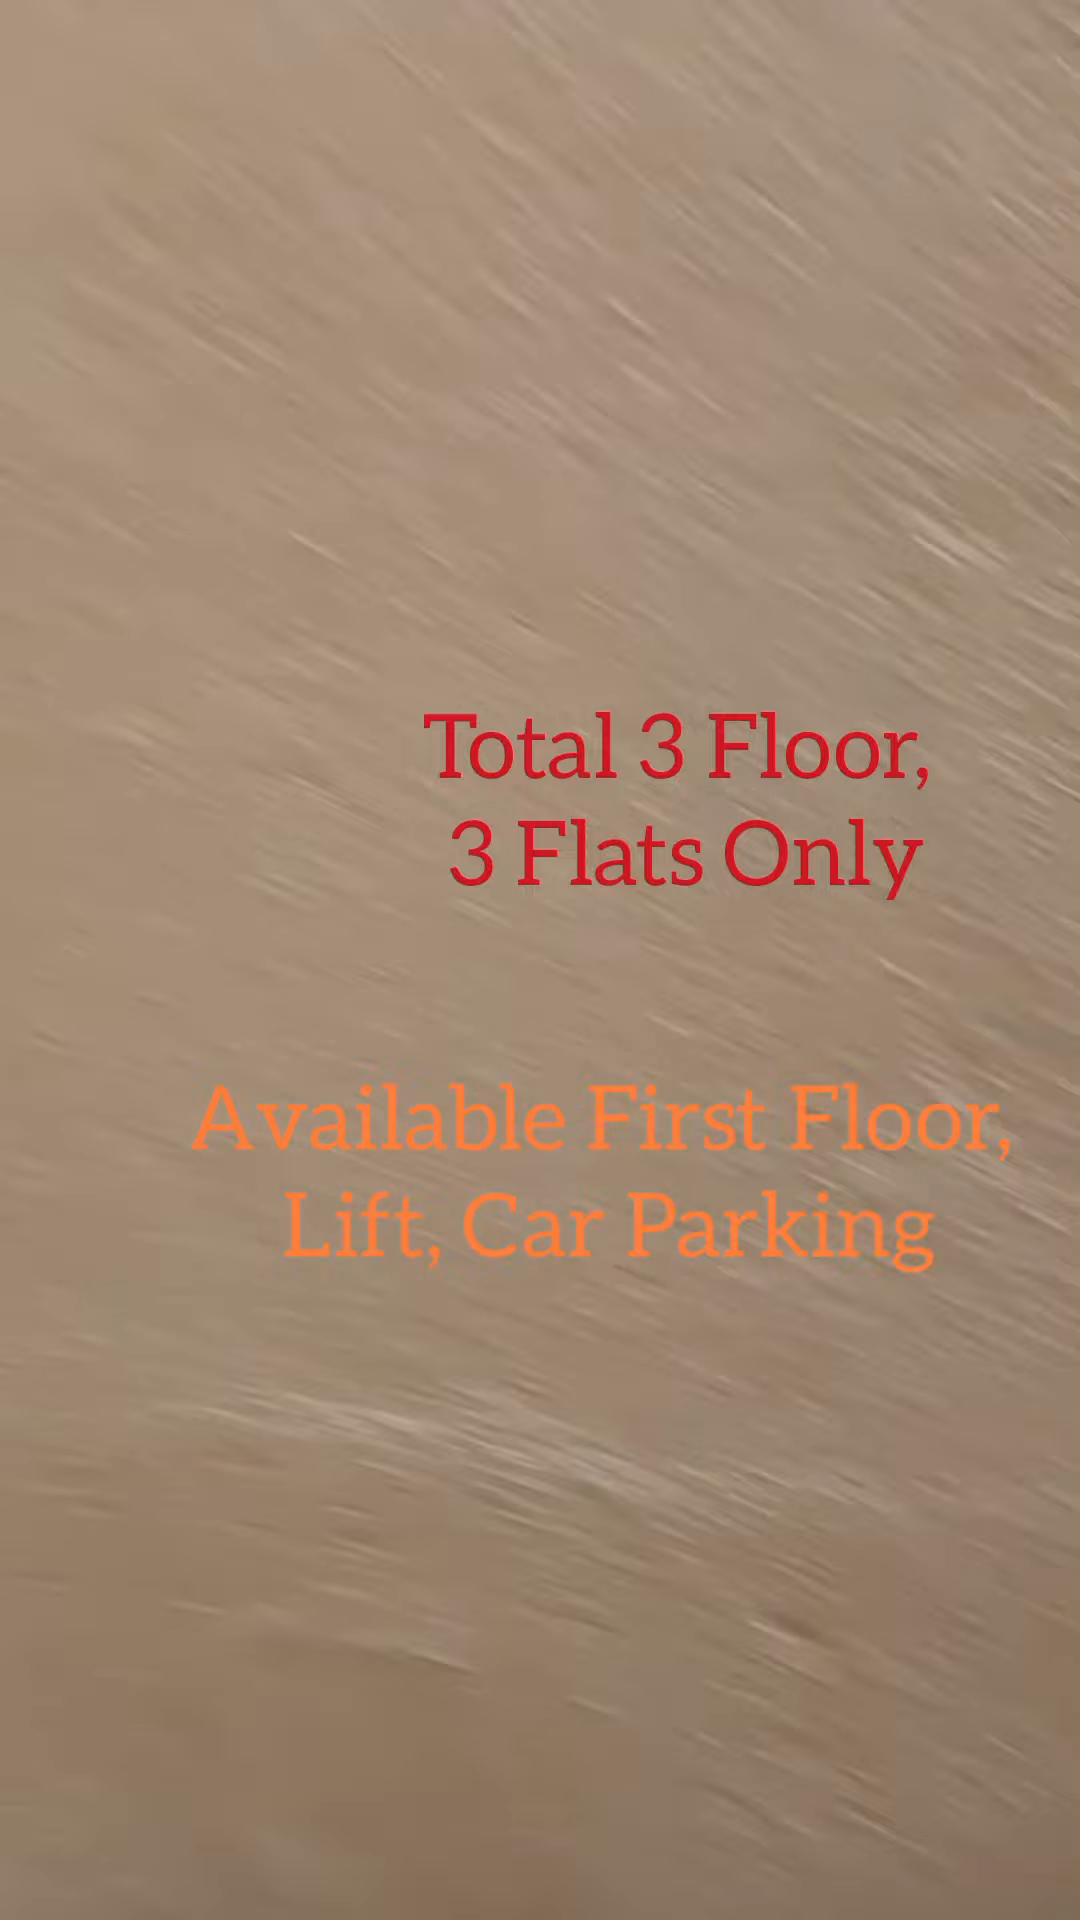 Total 3 Floor,
3 Flats Only
Available First Floor,
Lift, Car Parking